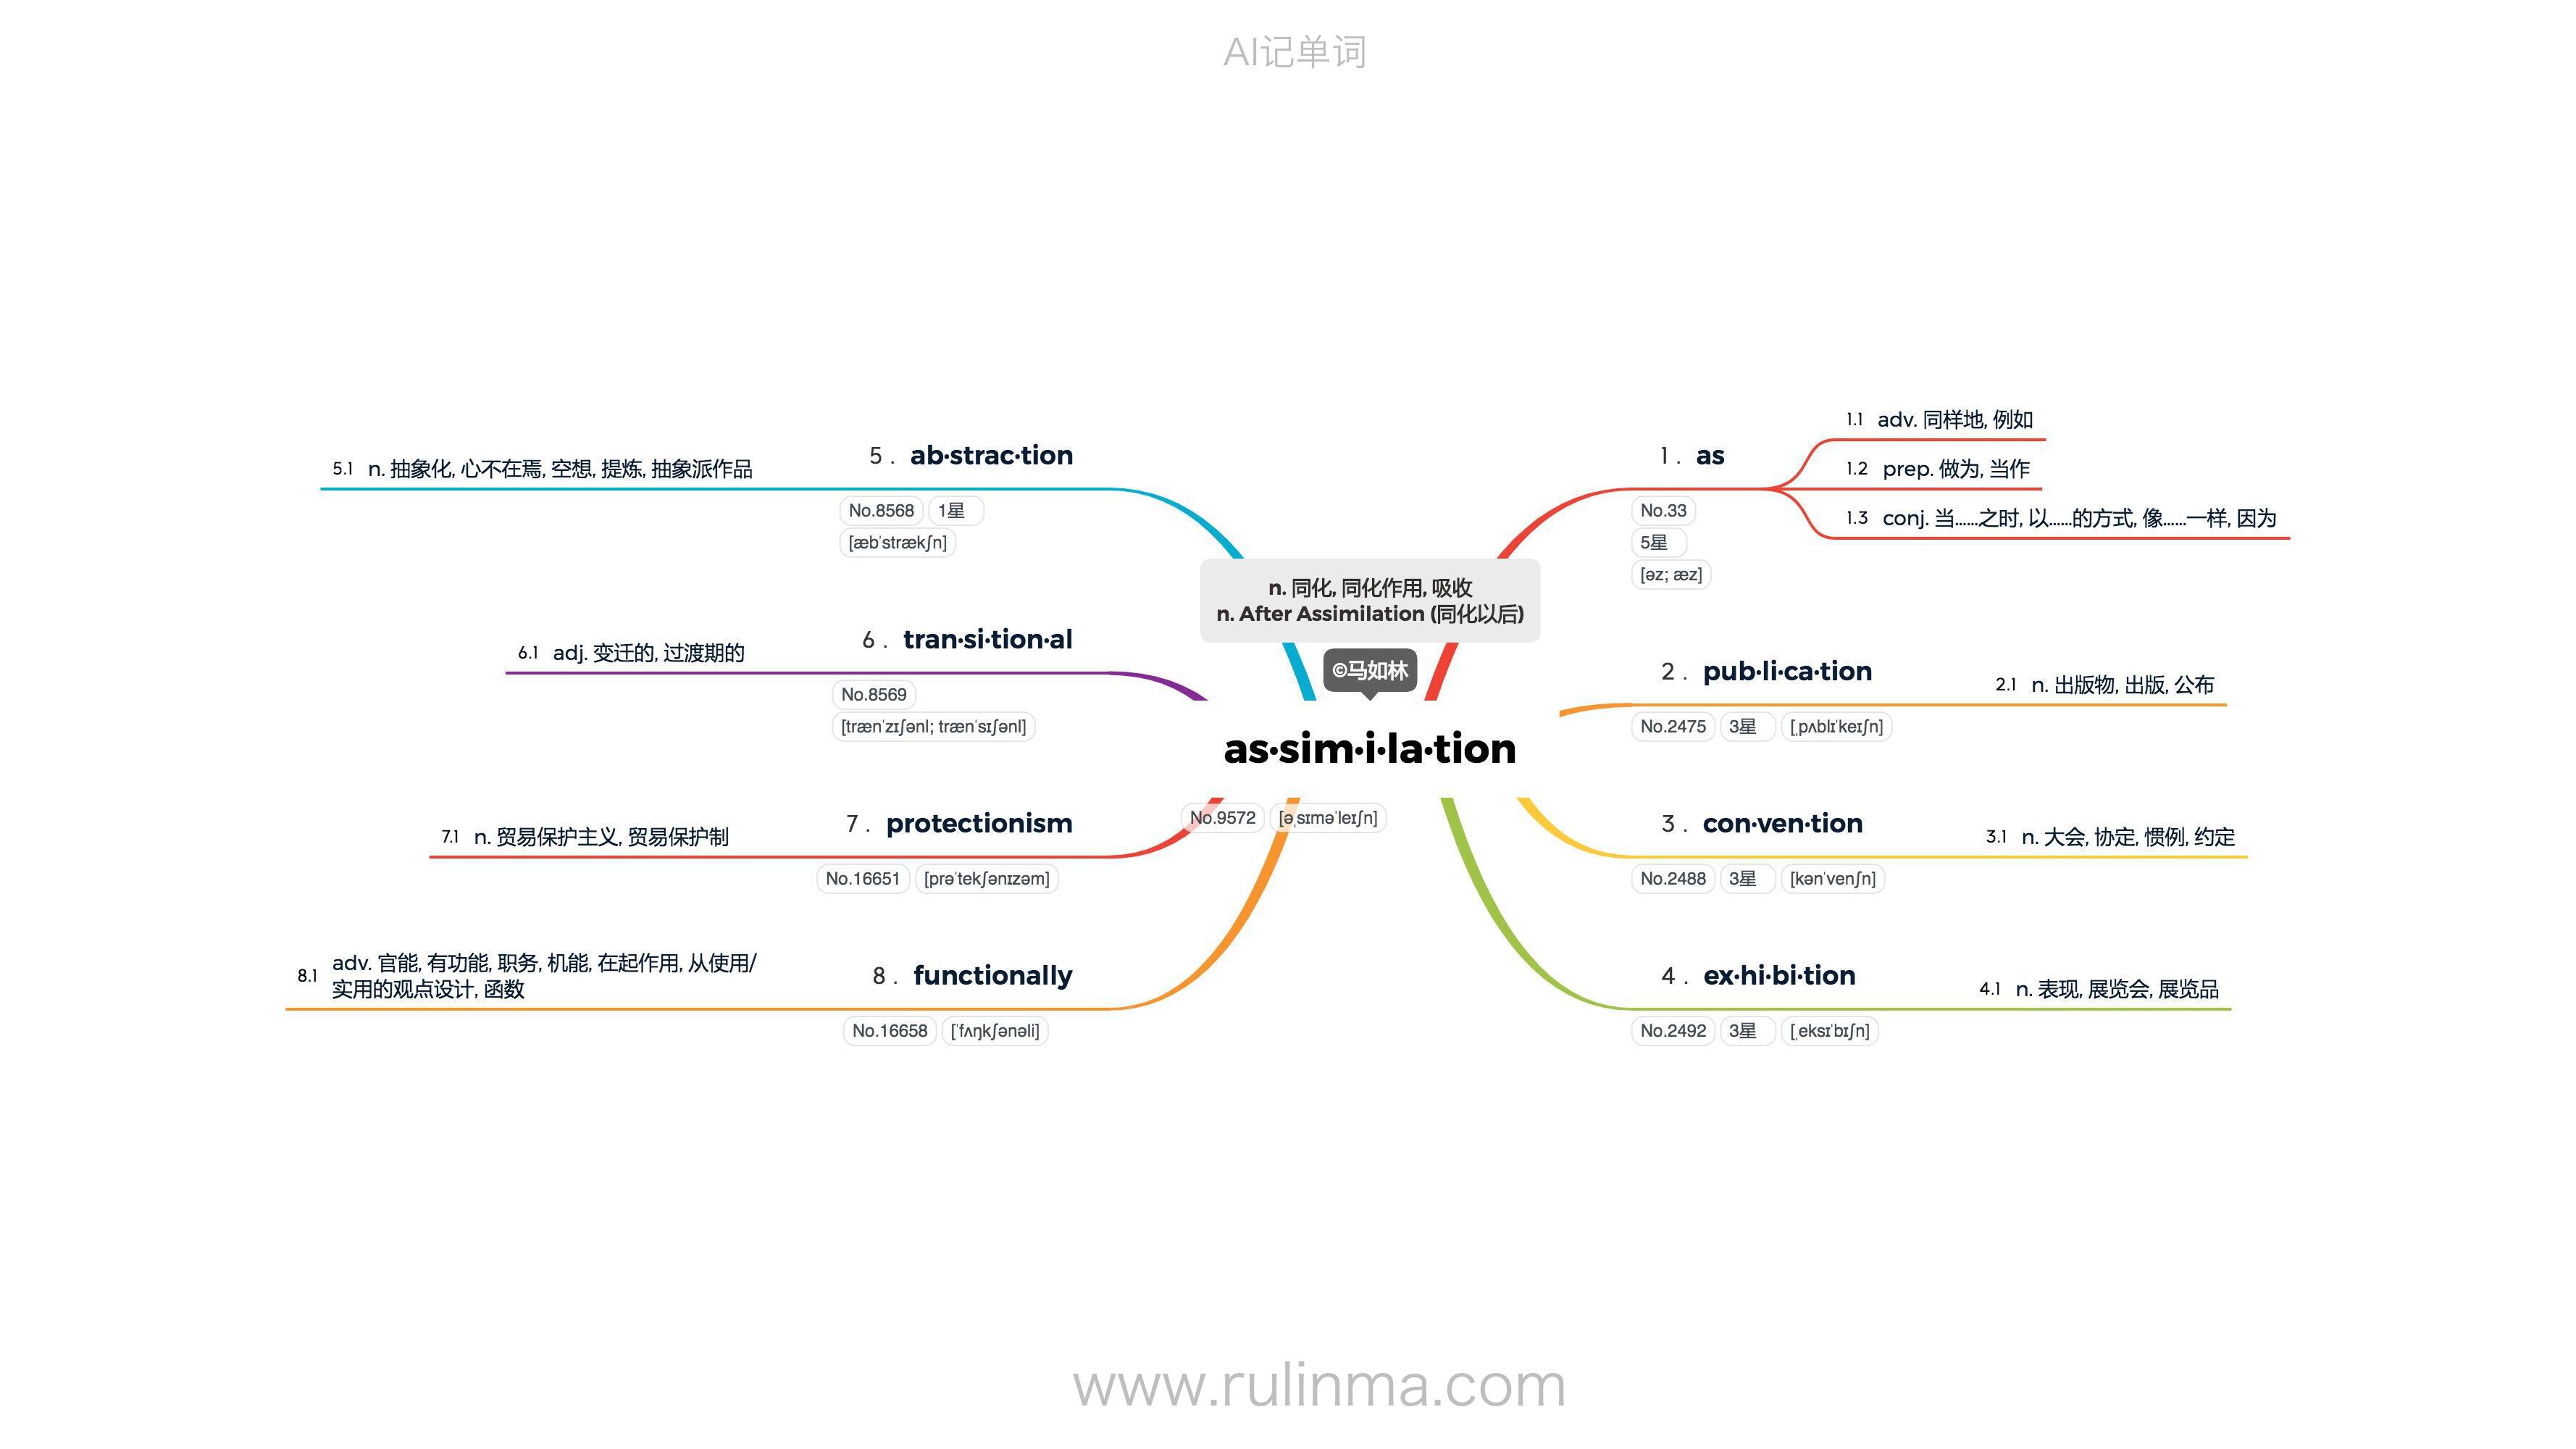 AI记单词
n. 同化, 同化作用, 吸收
n. After Assimilation (同化以后)
©马如林
as·sim·i·la·tion
No.9572 [əˌsɪməˈleɪʃn]
1. as
No.33
5星
[əz; æz]
1.1 adv. 同样地, 例如
1.2 prep. 做为, 当作
1.3 conj. 当……之时, 以……的方式, 像……一样, 因为
2. pub·li·ca·tion
No.2475 3星 [ˌpʌblɪˈkeɪʃn]
2.1 n. 出版物, 出版, 公布
3. con·ven·tion
No.2488 3星 [kənˈvenʃn]
3.1 n. 大会, 协定, 惯例, 约定
4. ex·hi·bi·tion
No.2492 3星 [ˌeksɪˈbɪʃn]
4.1 n. 表现, 展览会, 展览品
5. ab·strac·tion
No.8568 1星
[æbˈstrækʃn]
5.1 n. 抽象化, 心不在焉, 空想, 提炼, 抽象派作品
6. tran·si·tion·al
No.8569
[trænˈzɪʃənl; trænˈsɪʃənl]
6.1 adj. 变迁的, 过渡期的
7. protectionism
No.16651 [prəˈtekʃənɪzəm]
7.1 n. 贸易保护主义, 贸易保护制
8. functionally
No.16658 [ˈfʌŋkʃənəli]
8.1 adv. 官能, 有功能, 职务, 机能, 在起作用, 从使用/
实用的观点设计, 函数
www.rulinma.com